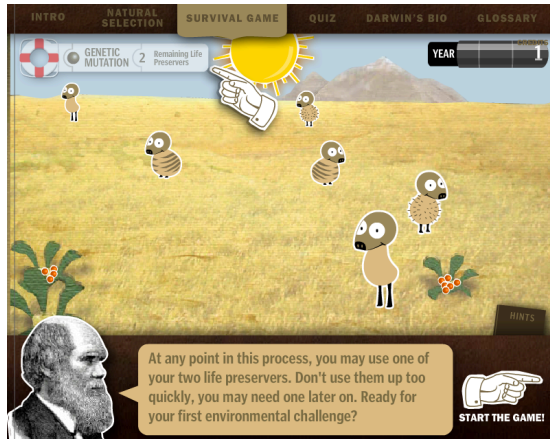 INTRO
NATURAL
SELECTION
SURVIVAL GAME
QUIZ
DARWIN'S BIO
GLOSSARY
GENETIC
MUTATION
2
Remaining Life
Preservers
YEAR
1
HINTS
At any point in this process, you may use one of
your two life preservers. Don't use them up too
quickly, you may need one later on. Ready for
your first environmental challenge?
START THE GAME!